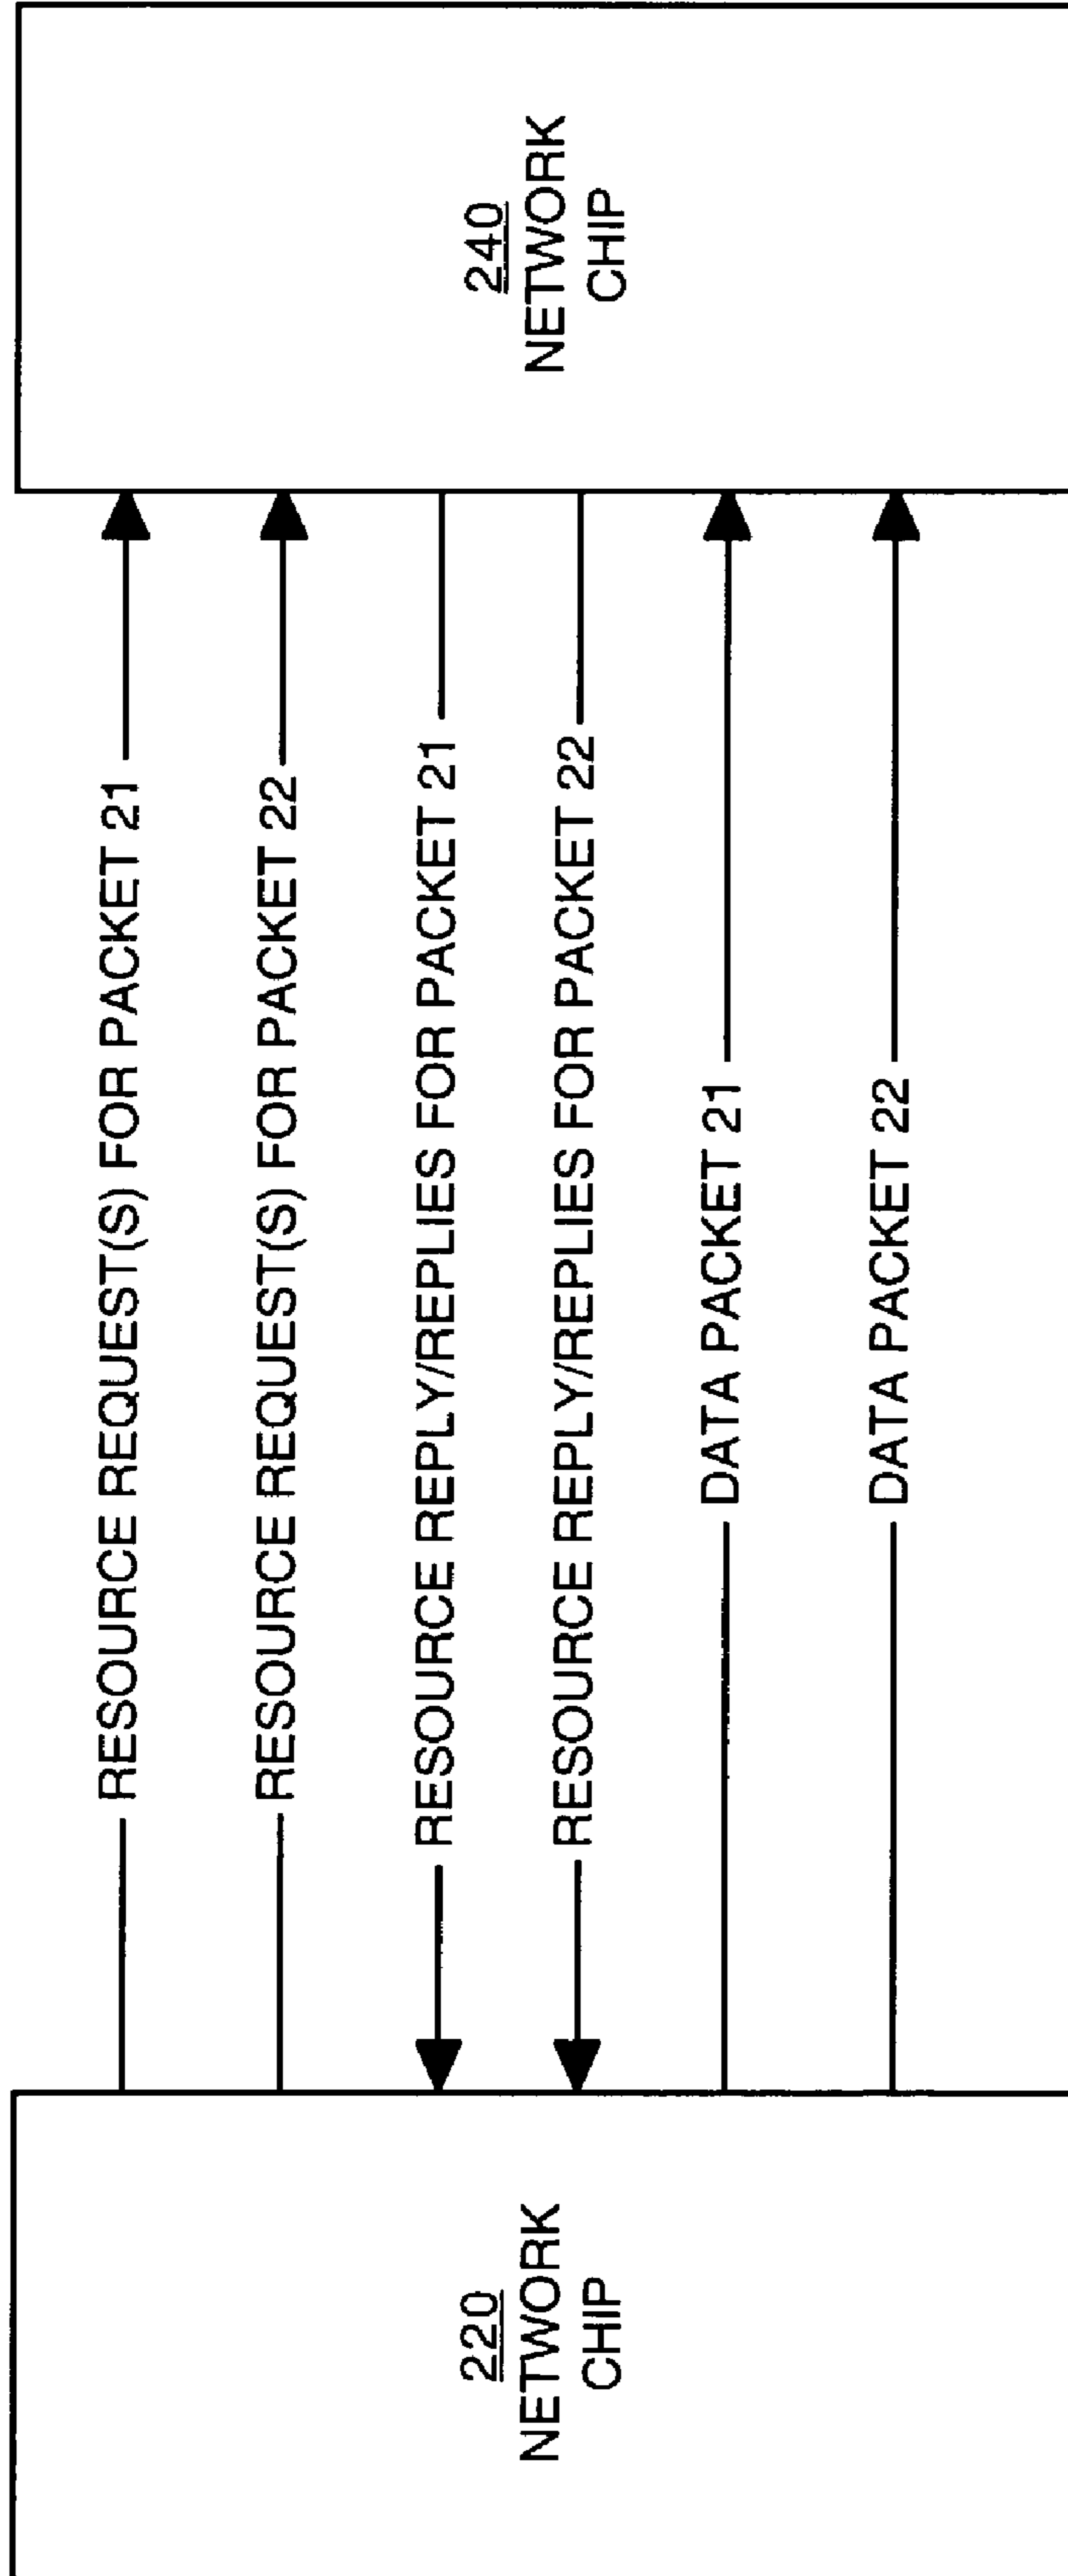 220
NETWORK
CHIP
RESOURCE REQUEST(S) FOR PACKET 21
RESOURCE REQUEST(S) FOR PACKET 22
RESOURCE REPLY/REPLIES FOR PACKET 21
RESOURCE REPLY/REPLIES FOR PACKET 22
DATA PACKET 21
DATA PACKET 22
240
NETWORK
CHIP